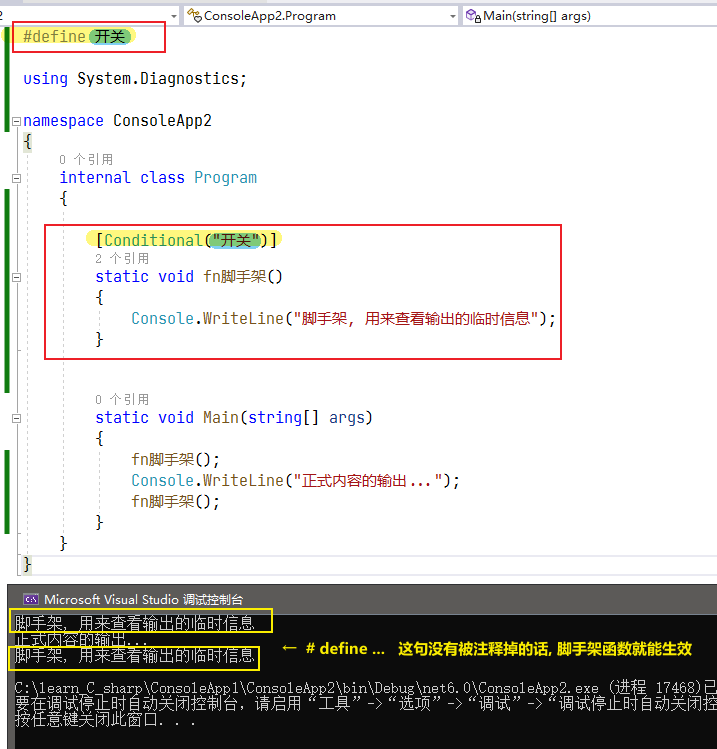 2 ConsoleApp2.Program Main(string[] args)
#define 开关
using System.Diagnostics;
namespace ConsoleApp2
{
0 个引用
internal class Program
{
[Conditional("开关")]
2 个引用
static void fn脚手架()
{
Console.WriteLine("脚手架, 用来查看输出的临时信息");
}
0 个引用
static void Main(string[] args)
{
fn脚手架();
Console.WriteLine("正式内容的输出...");
fn脚手架();
}
}
}
Microsoft Visual Studio 调试控制台
脚手架, 用来查看输出的临时信息
正式内容的输出...
脚手架, 用来查看输出的临时信息
← # define ... 这句没有被注释掉的话, 脚手架函数就能生效
C:\learn_C_sharp\ConsoleApp1\ConsoleApp2\bin\Debug\net6.0\ConsoleApp2.exe (进程 17468)已
要在调试停止时自动关闭控制台，请启用“工具”->“选项”->“调试”->“调试停止时自动关闭控
按任意键关闭此窗口. . .